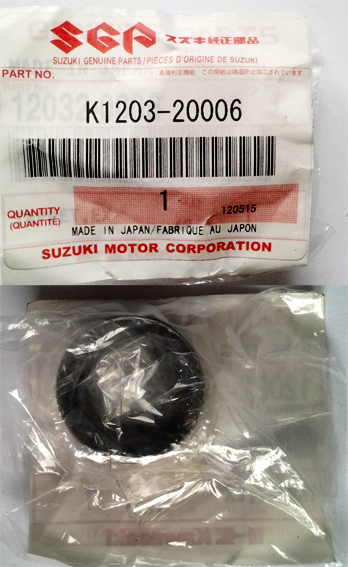 SGP スズキ純正部品
SUZUKI GENUINE PARTS/PIÈCES D'ORIGINE DE SUZUKI
PART NO.
K1203-20006
1
120515
QUANTITY
(QUANTITÉ)
MADE IN JAPAN/FABRIQUE AU JAPON
SUZUKI MOTOR CORPORATION